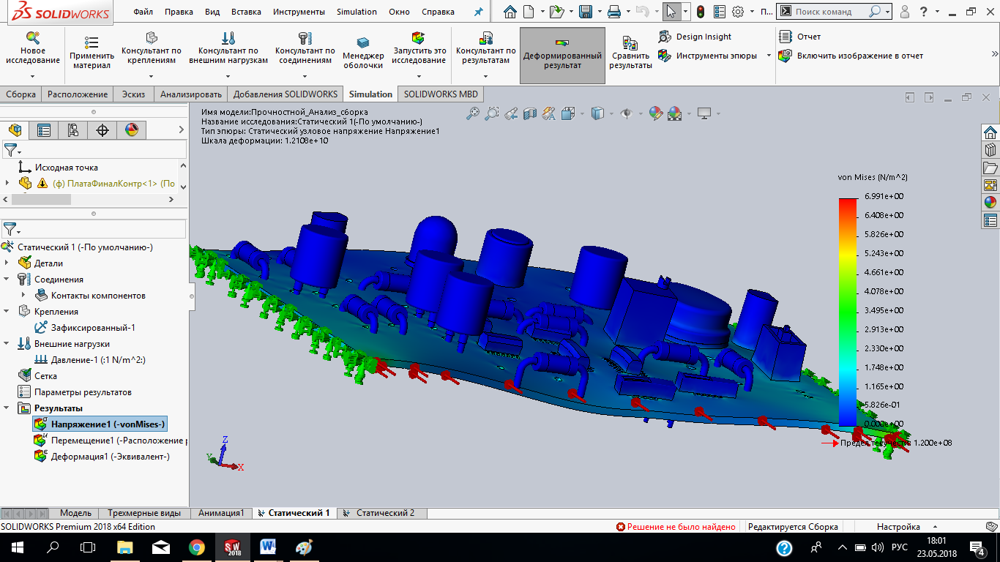 SOLIDWORKS
Файл Правка Вид Вставка Инструменты Simulation Окно Справка
П...
Поиск команд
Новое исследование
Применить материал
Консультант по креплениям
Консультант по внешним нагрузкам
Консультант по соединениям
Менеджер оболочки
Запустить это исследование
Консультант по результатам
Деформированный результат
Сравнить результаты
Design Insight
Инструменты эпюры
Отчет
Включить изображение в отчет
Сборка Расположение Эскиз Анализировать Добавления SOLIDWORKS Simulation SOLIDWORKS MBD
Имя модели:Прочностной_Анализ_сборка
Название исследования:Статический 1(-По умолчанию-)
Тип эпюры: Статический узловое напряжение Напряжение1
Шкала деформации: 1.2108e+10
Исходная точка
(ф) ПлатаФиналКонтр<1> (По
Статический 1 (-По умолчанию-)
Детали
Соединения
Контакты компонентов
Крепления
Зафиксированный-1
Внешние нагрузки
Давление-1 (:1 N/m^2:)
Сетка
Параметры результатов
Результаты
Напряжение1 (-vonMises-)
Перемещение1 (-Расположение р
Деформация1 (-Эквивалент-)
von Mises (N/m^2)
6.991e+00
6.408e+00
5.826e+00
5.243e+00
4.661e+00
4.078e+00
3.495e+00
2.913e+00
2.330e+00
1.748e+00
1.165e+00
5.826e-01
0.000e+00
Предел текучести: 1.200e+08
Z
Y
X
Модель Трехмерные виды Анимация1 Статический 1 Статический 2
SOLIDWORKS Premium 2018 x64 Edition
Решение не было найдено
Редактируется Сборка
Настройка
SW
2018
W
РУС
18:01
23.05.2018
4